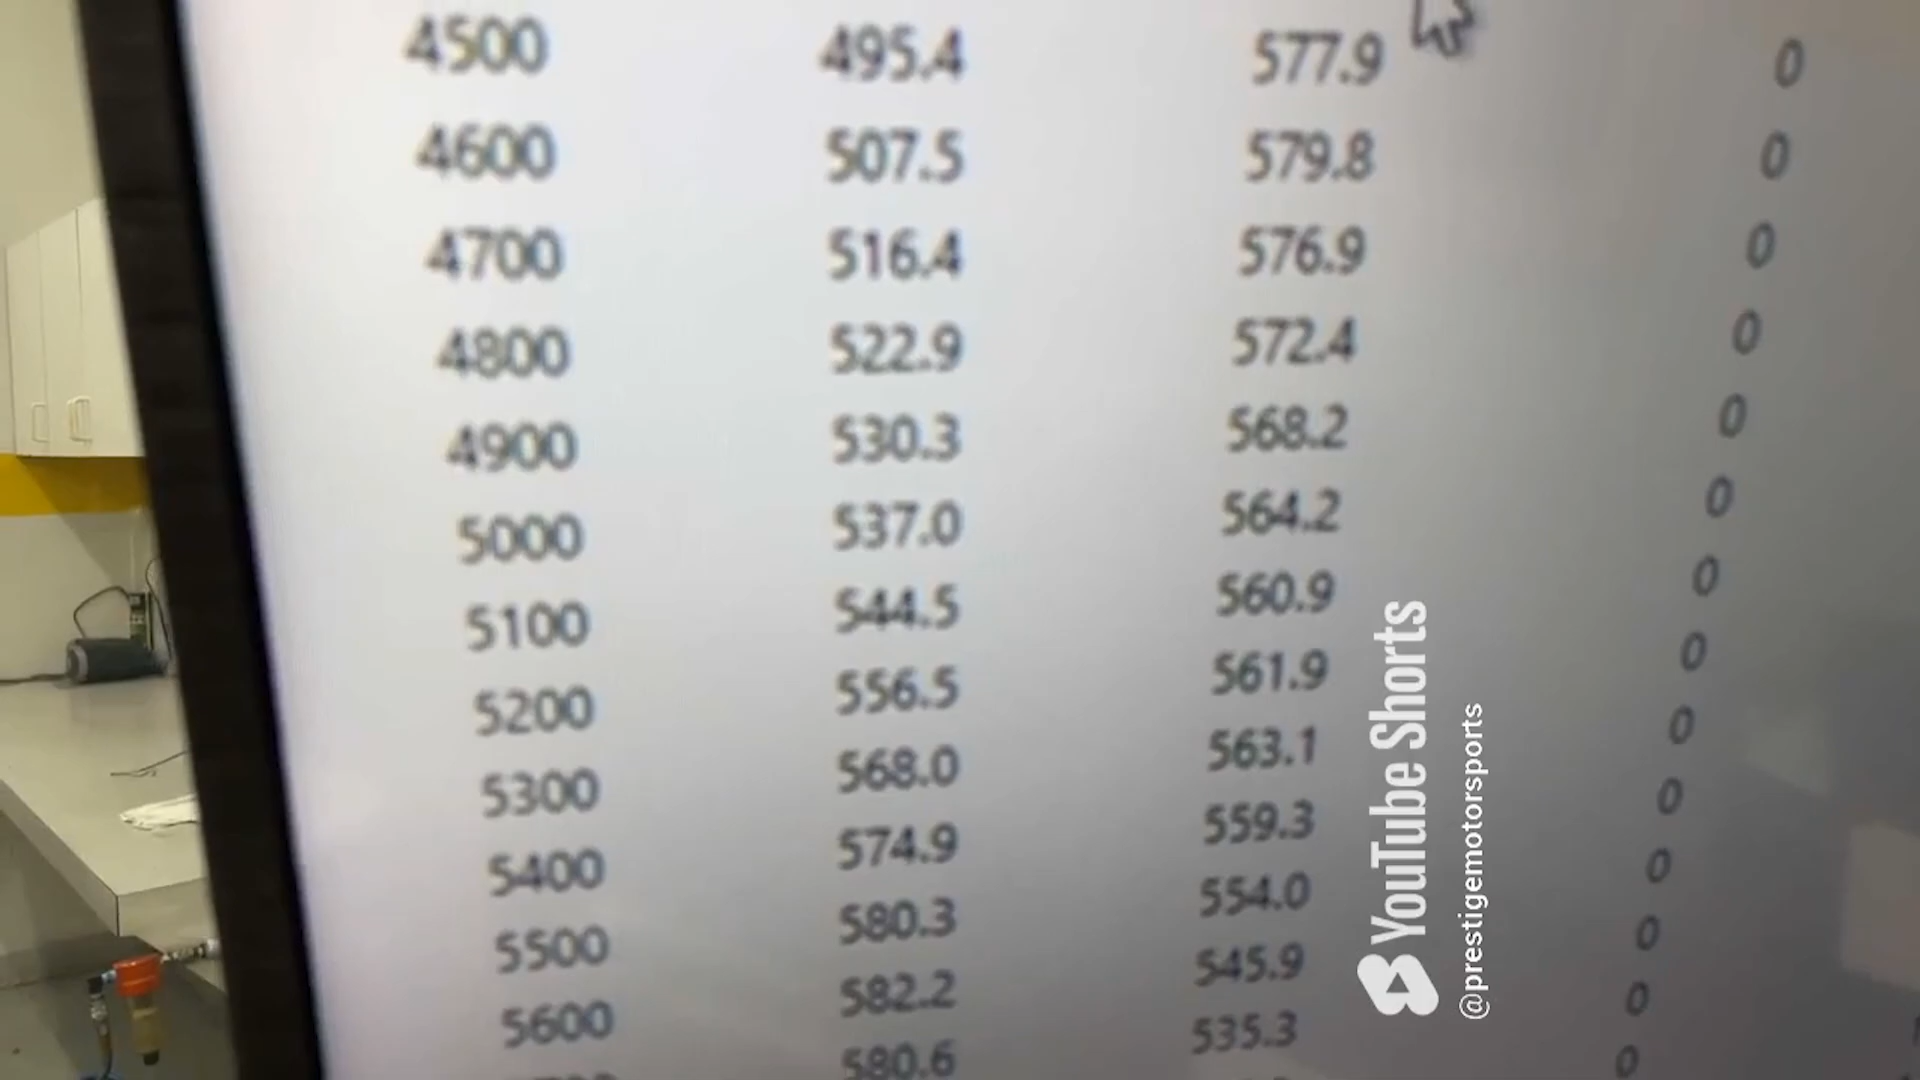 4500 495.4 577.9 0
4600 507.5 579.8 0
4700 516.4 576.9 0
4800 522.9 572.4 0
4900 530.3 568.2 0
5000 537.0 564.2 0
5100 544.5 560.9 0
5200 556.5 561.9 0
5300 568.0 563.1 0
5400 574.9 559.3 0
5500 580.3 554.0 0
5600 582.2 545.9 0
580.6 535.3 0
0
YouTube Shorts
@prestigemotorsports